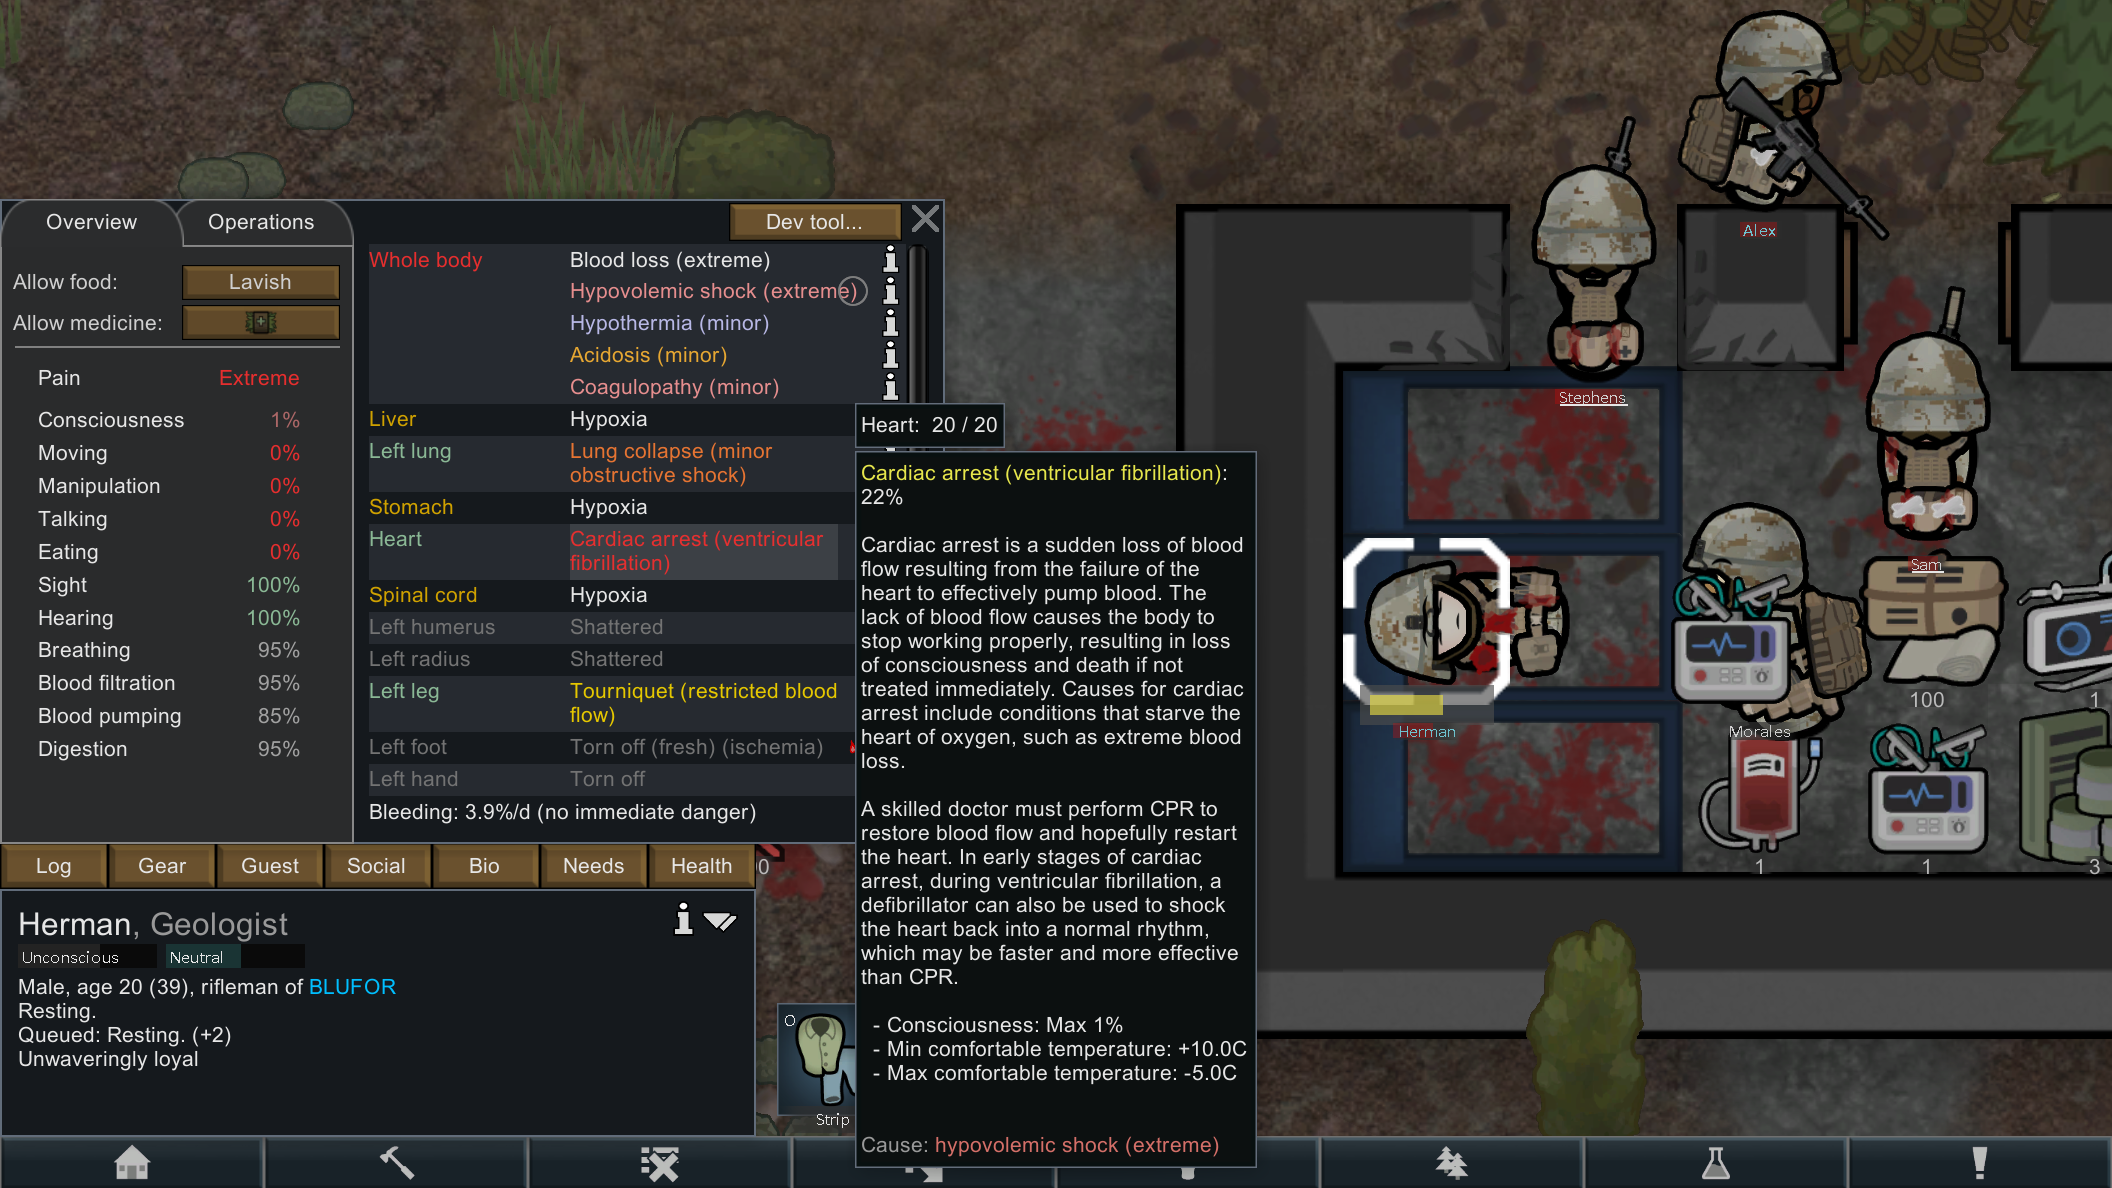 Overview
Operations
Dev tool...
Allow food:
Lavish
Allow medicine:
Pain
Extreme
Consciousness
1%
Moving
0%
Manipulation
0%
Talking
0%
Eating
0%
Sight
100%
Hearing
100%
Breathing
95%
Blood filtration
95%
Blood pumping
85%
Digestion
95%
Whole body
Blood loss (extreme)
Hypovolemic shock (extreme)
Hypothermia (minor)
Acidosis (minor)
Coagulopathy (minor)
Liver
Hypoxia
Left lung
Lung collapse (minor
obstructive shock)
Stomach
Hypoxia
Heart
Cardiac arrest (ventricular
fibrillation)
Spinal cord
Hypoxia
Left humerus
Shattered
Left radius
Shattered
Left leg
Tourniquet (restricted blood
flow)
Left foot
Torn off (fresh) (ischemia)
Left hand
Torn off
Bleeding: 3.9%/d (no immediate danger)
Heart: 20 / 20
Cardiac arrest (ventricular fibrillation):
22%
Cardiac arrest is a sudden loss of blood
flow resulting from the failure of the
heart to effectively pump blood. The
lack of blood flow causes the body to
stop working properly, resulting in loss
of consciousness and death if not
treated immediately. Causes for cardiac
arrest include conditions that starve the
heart of oxygen, such as extreme blood
loss.
A skilled doctor must perform CPR to
restore blood flow and hopefully restart
the heart. In early stages of cardiac
arrest, during ventricular fibrillation, a
defibrillator can also be used to shock
the heart back into a normal rhythm,
which may be faster and more effective
than CPR.
- Consciousness: Max 1%
- Min comfortable temperature: +10.0C
- Max comfortable temperature: -5.0C
Cause: hypovolemic shock (extreme)
Log
Gear
Guest
Social
Bio
Needs
Health
Herman, Geologist
Unconscious
Neutral
Male, age 20 (39), rifleman of BLUFOR
Resting.
Queued: Resting. (+2)
Unwaveringly loyal
Strip
Alex
Stephens
Sam
Herman
Morales
100
1
1
1
3